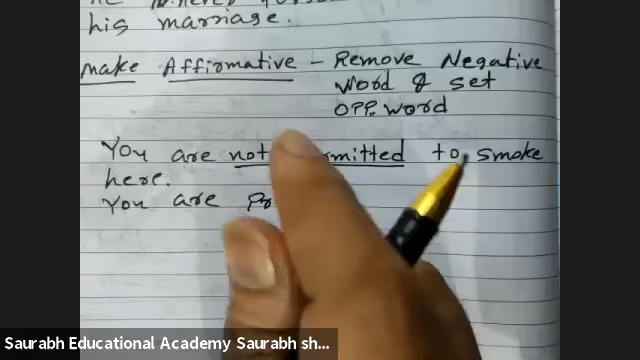 his marriage.
make Affirmative - Remove Negative
word & set
OPP. word
You are not to smoke
here.
You are
Saurabh Educational Academy Saurabh sh...